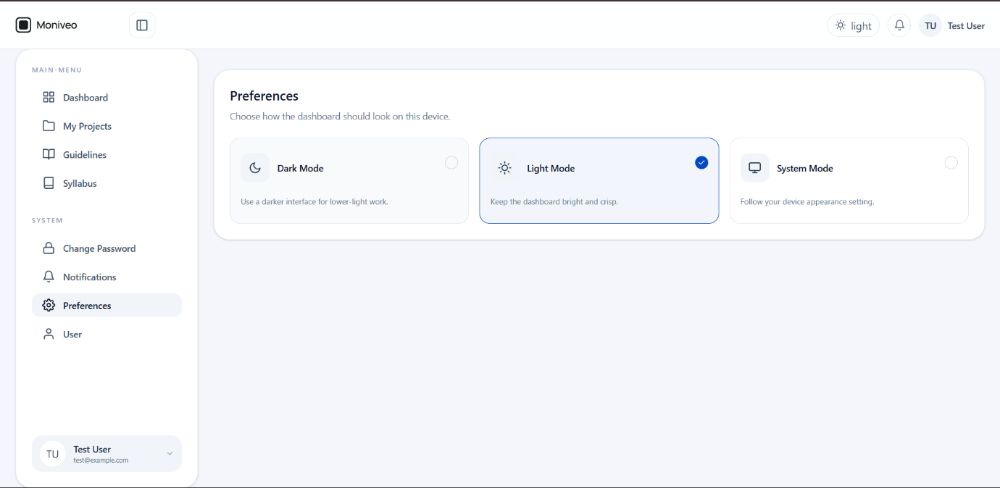 Moniveo
light
TU
Test User
MAIN-MENU
Dashboard
My Projects
Guidelines
Syllabus
SYSTEM
Change Password
Notifications
Preferences
User
TU
Test User
test@example.com
Preferences
Choose how the dashboard should look on this device.
Dark Mode
Use a darker interface for lower-light work.
Light Mode
Keep the dashboard bright and crisp.
System Mode
Follow your device appearance setting.